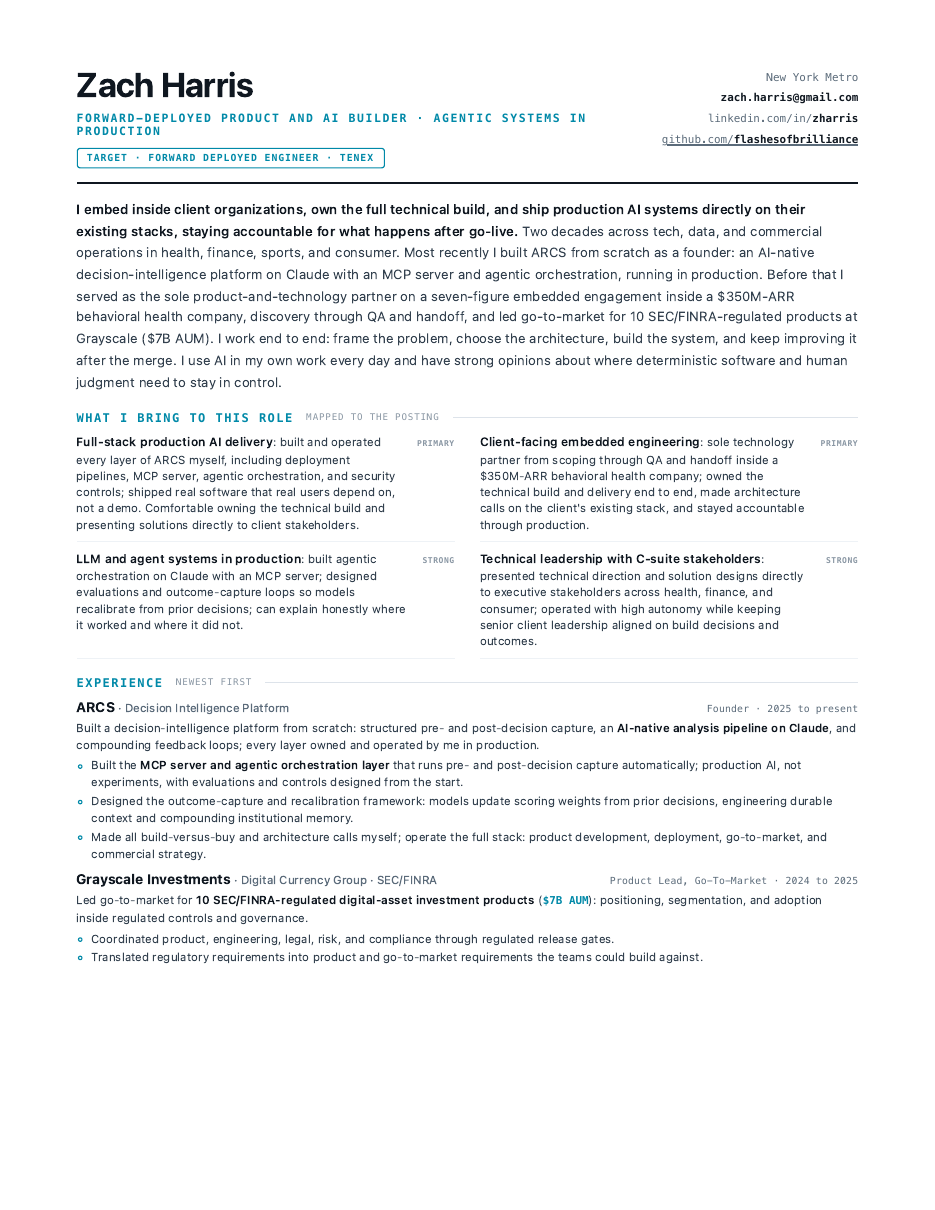 Zach Harris
FORWARD-DEPLOYED PRODUCT AND AI BUILDER · AGENTIC SYSTEMS IN
PRODUCTION
TARGET · FORWARD DEPLOYED ENGINEER · TENEX
New York Metro
zach.harris@gmail.com
linkedin.com/in/zharris
github.com/flashesofbrilliance
I embed inside client organizations, own the full technical build, and ship production AI systems directly on their
existing stacks, staying accountable for what happens after go-live. Two decades across tech, data, and commercial
operations in health, finance, sports, and consumer. Most recently I built ARCS from scratch as a founder: an AI-native
decision-intelligence platform on Claude with an MCP server and agentic orchestration, running in production. Before that I
served as the sole product-and-technology partner on a seven-figure embedded engagement inside a $350M-ARR
behavioral health company, discovery through QA and handoff, and led go-to-market for 10 SEC/FINRA-regulated products at
Grayscale ($7B AUM). I work end to end: frame the problem, choose the architecture, build the system, and keep improving it
after the merge. I use AI in my own work every day and have strong opinions about where deterministic software and human
judgment need to stay in control.
WHAT I BRING TO THIS ROLE MAPPED TO THE POSTING
Full-stack production AI delivery: built and operated PRIMARY
every layer of ARCS myself, including deployment
pipelines, MCP server, agentic orchestration, and security
controls; shipped real software that real users depend on,
not a demo. Comfortable owning the technical build and
presenting solutions directly to client stakeholders.
Client-facing embedded engineering: sole technology PRIMARY
partner from scoping through QA and handoff inside a
$350M-ARR behavioral health company; owned the
technical build and delivery end to end, made architecture
calls on the client's existing stack, and stayed accountable
through production.
LLM and agent systems in production: built agentic STRONG
orchestration on Claude with an MCP server; designed
evaluations and outcome-capture loops so models
recalibrate from prior decisions; can explain honestly where
it worked and where it did not.
Technical leadership with C-suite stakeholders: STRONG
presented technical direction and solution designs directly
to executive stakeholders across health, finance, and
consumer; operated with high autonomy while keeping
senior client leadership aligned on build decisions and
outcomes.
EXPERIENCE NEWEST FIRST
ARCS · Decision Intelligence Platform Founder · 2025 to present
Built a decision-intelligence platform from scratch: structured pre- and post-decision capture, an AI-native analysis pipeline on Claude, and
compounding feedback loops; every layer owned and operated by me in production.
Built the MCP server and agentic orchestration layer that runs pre- and post-decision capture automatically; production AI, not
experiments, with evaluations and controls designed from the start.
Designed the outcome-capture and recalibration framework: models update scoring weights from prior decisions, engineering durable
context and compounding institutional memory.
Made all build-versus-buy and architecture calls myself; operate the full stack: product development, deployment, go-to-market, and
commercial strategy.
Grayscale Investments · Digital Currency Group · SEC/FINRA Product Lead, Go-To-Market · 2024 to 2025
Led go-to-market for 10 SEC/FINRA-regulated digital-asset investment products ($7B AUM): positioning, segmentation, and adoption
inside regulated controls and governance.
Coordinated product, engineering, legal, risk, and compliance through regulated release gates.
Translated regulatory requirements into product and go-to-market requirements the teams could build against.